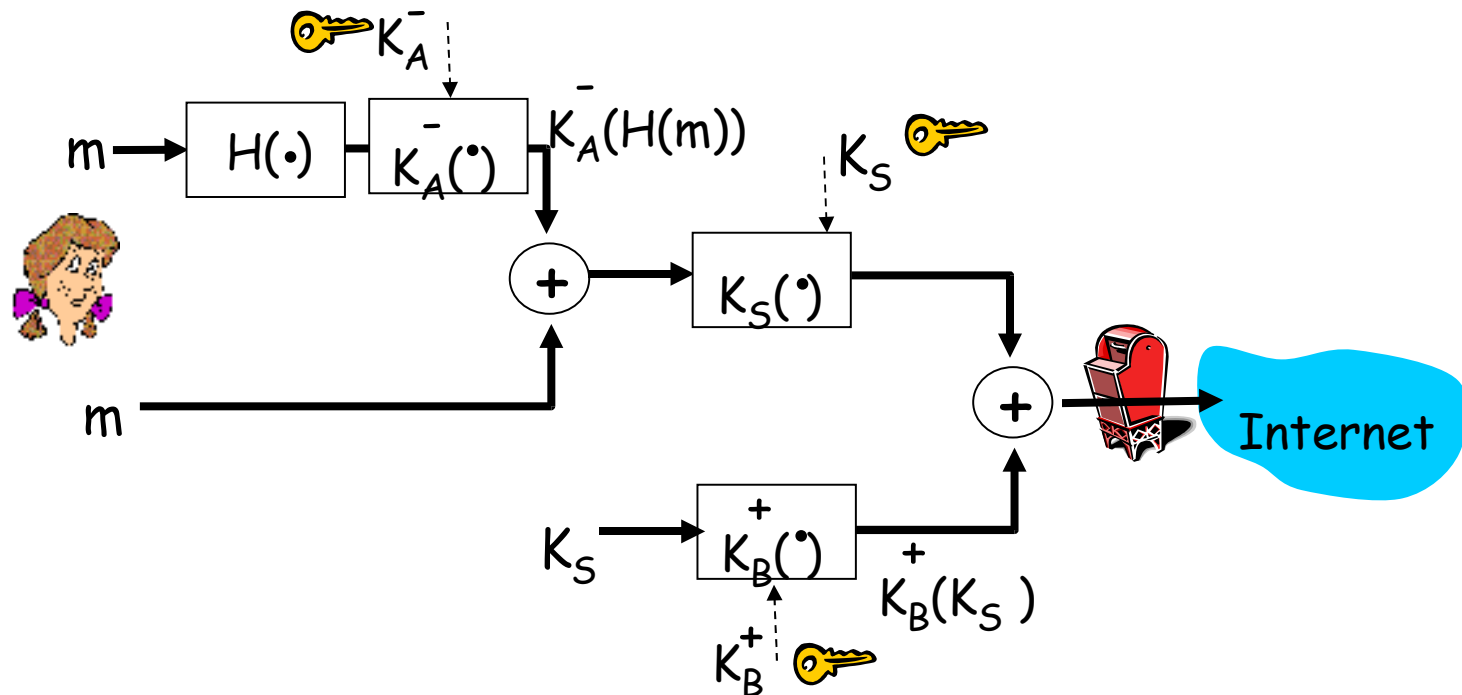 K_A^-
m H(•) K_A^-(•) K_A^-(H(m))
K_S
+ K_S(•)
m + Internet
K_S K_B^+(•) K_B^+(K_S )
K_B^+